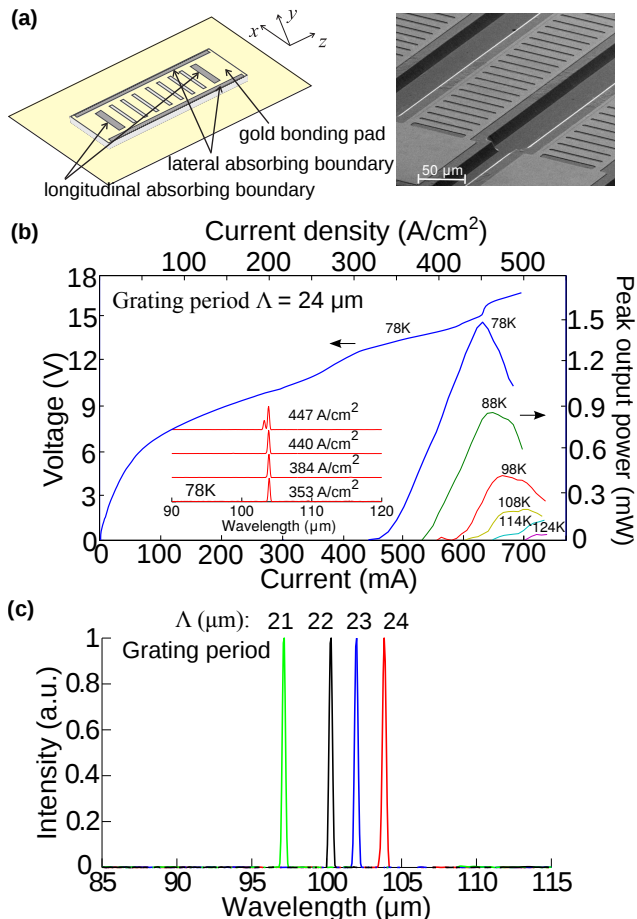 (a)
x
y
z
gold bonding pad
lateral absorbing boundary
longitudinal absorbing boundary
50 μm
(b)
Current density (A/cm²)
0 100 200 300 400 500
Grating period Λ = 24 μm
Voltage (V)
18
15
12
9
6
3
0
78K
78K
88K
98K
108K
114K
124K
1.5
1.2
0.9
0.6
0.3
0
Peak output power (mW)
447 A/cm²
440 A/cm²
384 A/cm²
353 A/cm²
78K
90 100 110 120
Wavelength (μm)
0 100 200 300 400 500 600 700
Current (mA)
(c)
Λ (μm): 21 22 23 24
Grating period
Intensity (a.u.)
1
0.8
0.6
0.4
0.2
0
85 90 95 100 105 110 115
Wavelength (μm)